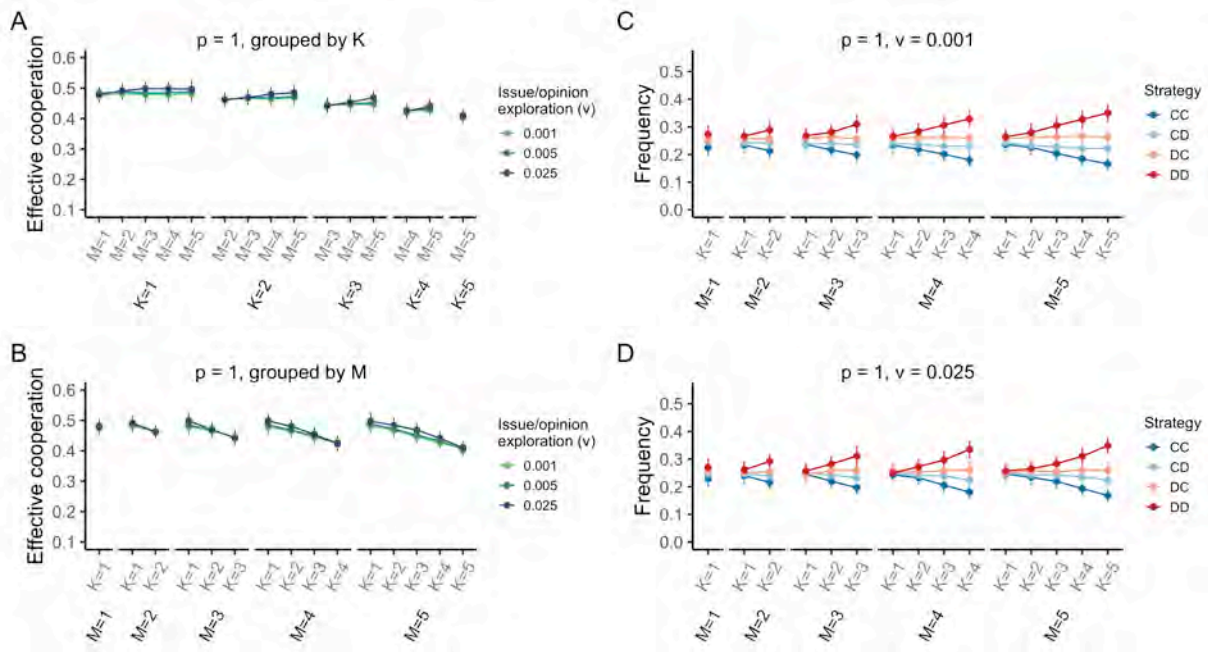 A
p = 1, grouped by K
Effective cooperation
0.6
0.5
0.4
0.3
0.2
0.1
M=1
M=2
M=3
M=4
M=5
M=2
M=3
M=4
M=5
M=3
M=4
M=5
M=4
M=5
M=5
K=1
K=2
K=3
K=4
K=5
Issue/opinion
exploration (v)
0.001
0.005
0.025
B
p = 1, grouped by M
Effective cooperation
0.6
0.5
0.4
0.3
0.2
0.1
K=1
K=1
K=2
K=1
K=2
K=3
K=1
K=2
K=3
K=4
K=1
K=2
K=3
K=4
K=5
M=1
M=2
M=3
M=4
M=5
Issue/opinion
exploration (v)
0.001
0.005
0.025
C
p = 1, v = 0.001
Frequency
0.5
0.4
0.3
0.2
0.1
0.0
K=1
K=1
K=2
K=1
K=2
K=3
K=1
K=2
K=3
K=4
K=1
K=2
K=3
K=4
K=5
M=1
M=2
M=3
M=4
M=5
Strategy
CC
CD
DC
DD
D
p = 1, v = 0.025
Frequency
0.5
0.4
0.3
0.2
0.1
0.0
K=1
K=1
K=2
K=1
K=2
K=3
K=1
K=2
K=3
K=4
K=1
K=2
K=3
K=4
K=5
M=1
M=2
M=3
M=4
M=5
Strategy
CC
CD
DC
DD